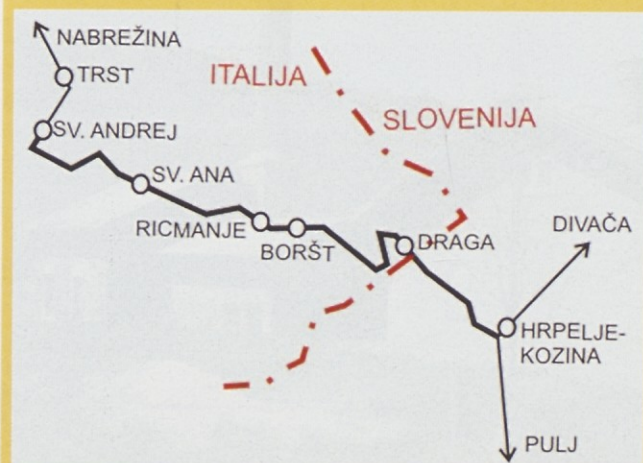 NABREŽINA
TRST
ITALIJA
SLOVENIJA
SV. ANDREJ
SV. ANA
RICMANJE
BORŠT
DRAGA
DIVAČA
HRPELJE-
KOZINA
PULJ